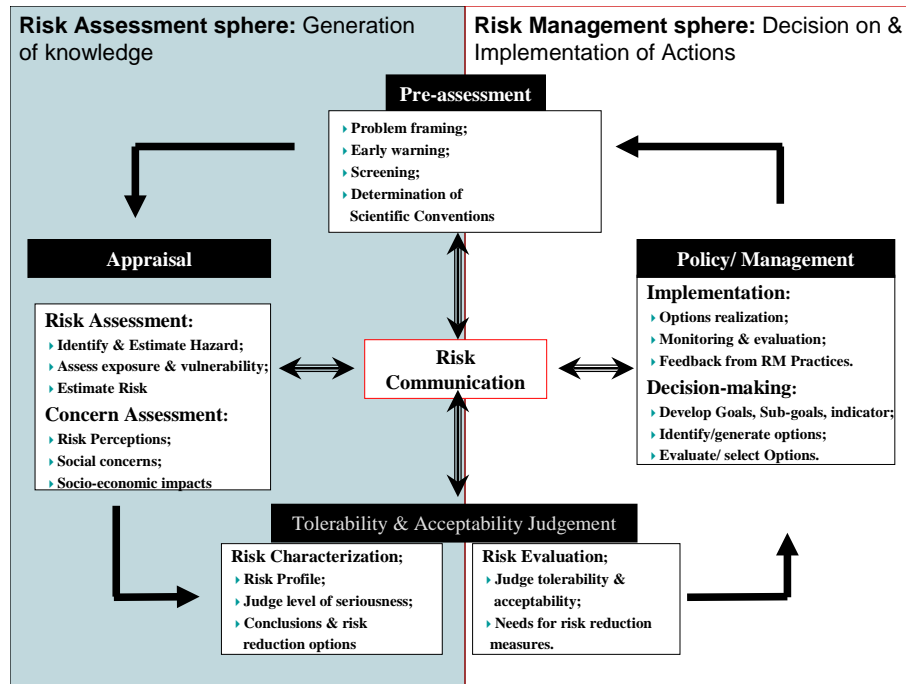 Risk Assessment sphere: Generation
of knowledge
Risk Management sphere: Decision on &
Implementation of Actions
Pre-assessment
Problem framing;
Early warning;
Screening;
Determination of
Scientific Conventions
Appraisal
Risk Assessment:
Identify & Estimate Hazard;
Assess exposure & vulnerability;
Estimate Risk
Concern Assessment:
Risk Perceptions;
Social concerns;
Socio-economic impacts
Risk
Communication
Policy/ Management
Implementation:
Options realization;
Monitoring & evaluation;
Feedback from RM Practices.
Decision-making:
Develop Goals, Sub-goals, indicator;
Identify/generate options;
Evaluate/ select Options.
Tolerability & Acceptability Judgement
Risk Characterization;
Risk Profile;
Judge level of seriousness;
Conclusions & risk
reduction options
Risk Evaluation;
Judge tolerability &
acceptability;
Needs for risk reduction
measures.